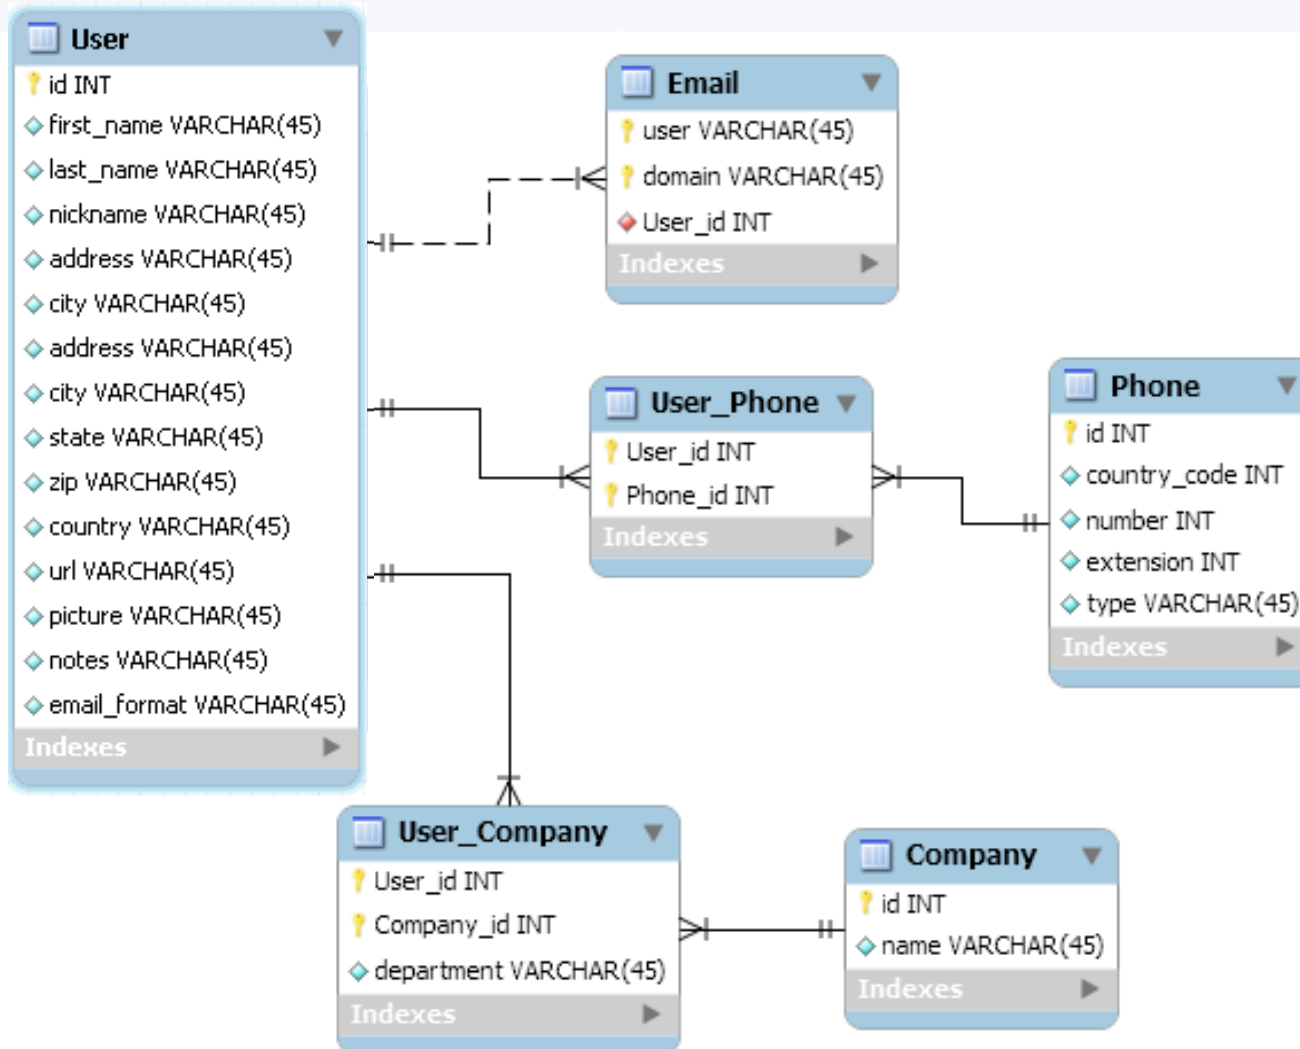 User
id INT
first_name VARCHAR(45)
last_name VARCHAR(45)
nickname VARCHAR(45)
address VARCHAR(45)
city VARCHAR(45)
address VARCHAR(45)
city VARCHAR(45)
state VARCHAR(45)
zip VARCHAR(45)
country VARCHAR(45)
url VARCHAR(45)
picture VARCHAR(45)
notes VARCHAR(45)
email_format VARCHAR(45)
Indexes
Email
user VARCHAR(45)
domain VARCHAR(45)
User_id INT
Indexes
User_Phone
User_id INT
Phone_id INT
Indexes
Phone
id INT
country_code INT
number INT
extension INT
type VARCHAR(45)
Indexes
User_Company
User_id INT
Company_id INT
department VARCHAR(45)
Indexes
Company
id INT
name VARCHAR(45)
Indexes